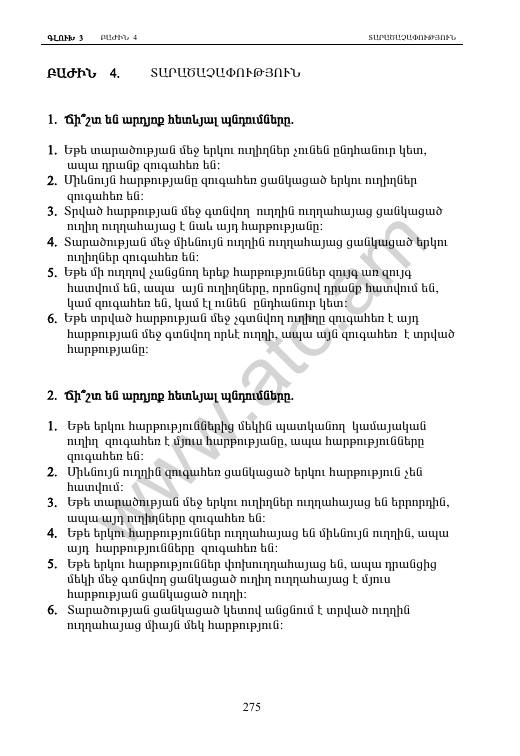 ԳԼՈՒԽ 3 ԲԱԺԻՆ 4 ՏԱՐԱԾԱՉԱՓՈՒԹՅՈՒՆ
ԲԱԺԻՆ 4. ՏԱՐԱԾԱՉԱՓՈՒԹՅՈՒՆ
1. Ճի՞շտ են արդյոք հետևյալ պնդումները.
1. Եթե տարածության մեջ երկու ուղիղներ չունեն ընդհանուր կետ,
ապա դրանք զուգահեռ են:
2. Միևնույն հարթությանը զուգահեռ ցանկացած երկու ուղիղներ
զուգահեռ են:
3. Տրված հարթության մեջ գտնվող ուղղին ուղղահայաց ցանկացած
ուղիղ ուղղահայաց է նաև այդ հարթությանը:
4. Տարածության մեջ միևնույն ուղղին ուղղահայաց ցանկացած երկու
ուղիղներ զուգահեռ են:
5. Եթե մի ուղղով չանցնող երեք հարթություններ զույգ առ զույգ
հատվում են, ապա այն ուղիղները, որոնցով դրանք հատվում են,
կամ զուգահեռ են, կամ էլ ունեն ընդհանուր կետ:
6. Եթե տրված հարթության մեջ չգտնվող ուղիղը զուգահեռ է այդ
հարթության մեջ գտնվող որևէ ուղղի, ապա այն զուգահեռ է տրված
հարթությանը:
2. Ճի՞շտ են արդյոք հետևյալ պնդումները.
1. Եթե երկու հարթություններից մեկին պատկանող կամայական
ուղիղ զուգահեռ է մյուս հարթությանը, ապա հարթությունները
զուգահեռ են:
2. Միևնույն ուղղին զուգահեռ ցանկացած երկու հարթություն չեն
հատվում:
3. Եթե տարածության մեջ երկու ուղիղներ ուղղահայաց են երրորդին,
ապա այդ ուղիղները զուգահեռ են:
4. Եթե երկու հարթություններ ուղղահայաց են միևնույն ուղղին, ապա
այդ հարթությունները զուգահեռ են:
5. Եթե երկու հարթություններ փոխուղղահայաց են, ապա դրանցից
մեկի մեջ գտնվող ցանկացած ուղիղ ուղղահայաց է մյուս
հարթության ցանկացած ուղղի:
6. Տարածության ցանկացած կետով անցնում է տրված ուղղին
ուղղահայաց միայն մեկ հարթություն:
www.atc.am
275